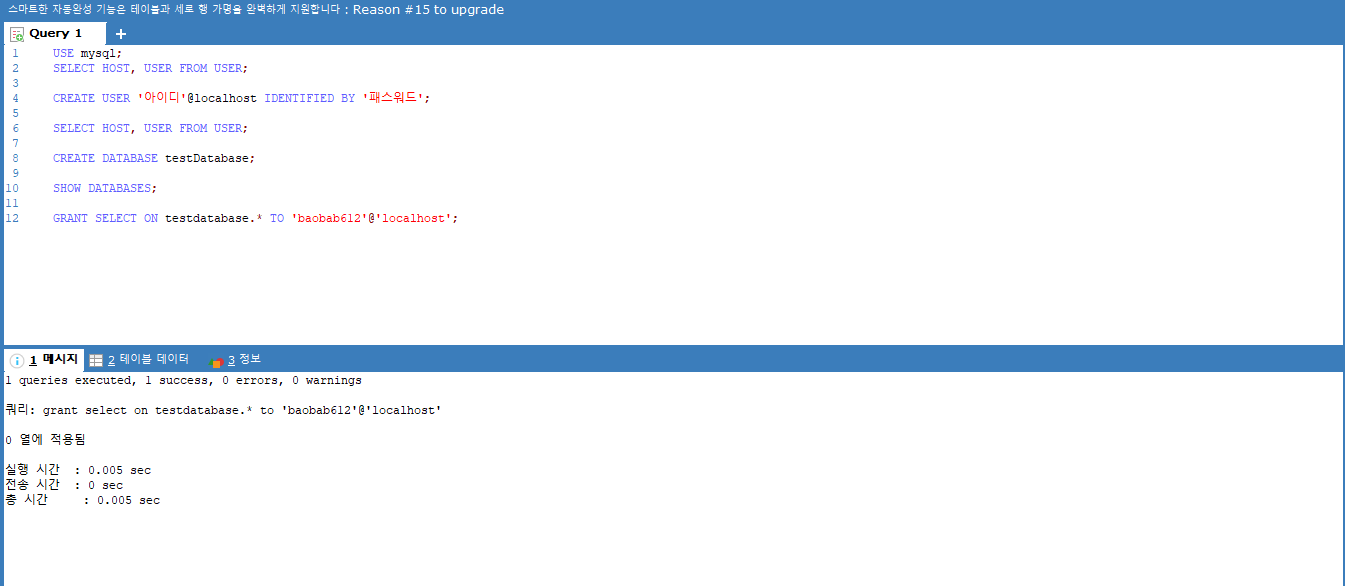 스마트한 자동완성 기능은 테이블과 세로 행 가명을 완벽하게 지원합니다 : Reason #15 to upgrade
Query 1 +
1 USE mysql;
2 SELECT HOST, USER FROM USER;
3
4 CREATE USER '아이디'@localhost IDENTIFIED BY '패스워드';
5
6 SELECT HOST, USER FROM USER;
7
8 CREATE DATABASE testDatabase;
9
10 SHOW DATABASES;
11
12 GRANT SELECT ON testdatabase.* TO 'baobab612'@'localhost';
1 메시지 2 테이블 데이터 3 정보
1 queries executed, 1 success, 0 errors, 0 warnings
쿼리: grant select on testdatabase.* to 'baobab612'@'localhost'
0 열에 적용됨
실행 시간 : 0.005 sec
전송 시간 : 0 sec
총 시간 : 0.005 sec